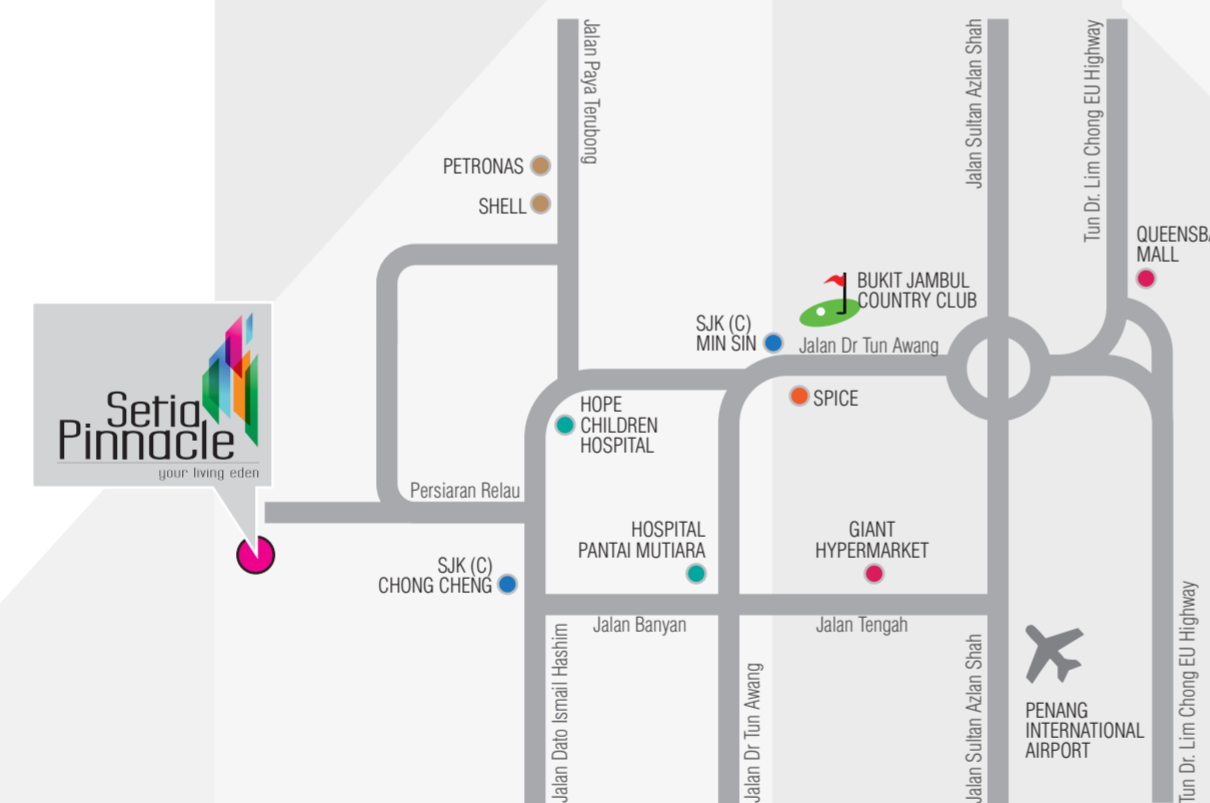 Jalan Paya Terubong
Jalan Sultan Azlan Shah
Tun Dr. Lim Chong EU Highway
PETRONAS
SHELL
QUEENSBA
MALL
BUKIT JAMBUL
COUNTRY CLUB
SJK (C)
MIN SIN
Jalan Dr Tun Awang
SPICE
HOPE
CHILDREN
HOSPITAL
Setia
Pinnacle
your living eden
Persiaran Relau
HOSPITAL
PANTAI MUTIARA
GIANT
HYPERMARKET
SJK (C)
CHONG CHENG
Jalan Banyan
Jalan Tengah
Jalan Dato Ismail Hashim
Jalan Dr Tun Awang
Jalan Sultan Azlan Shah
PENANG
INTERNATIONAL
AIRPORT
Tun Dr. Lim Chong EU Highway